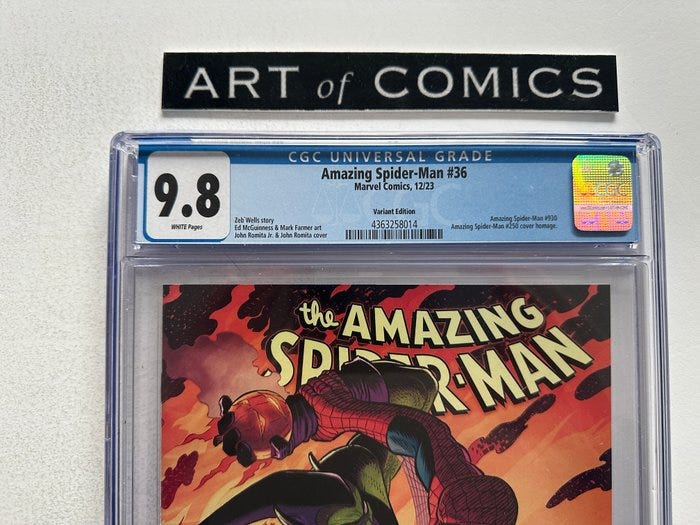 ART of COMICS
CGC UNIVERSAL GRADE
9.8
WHITE Pages
Amazing Spider-Man #36
Marvel Comics, 12/23
Variant Edition
Zeb Wells story
Ed McGuinness & Mark Farmer art
John Romita Jr. & John Romita cover
4363258014
Amazing Spider-Man #930
Amazing Spider-Man #250 cover homage.
CGC
the AMAZING
SPIDER-MAN